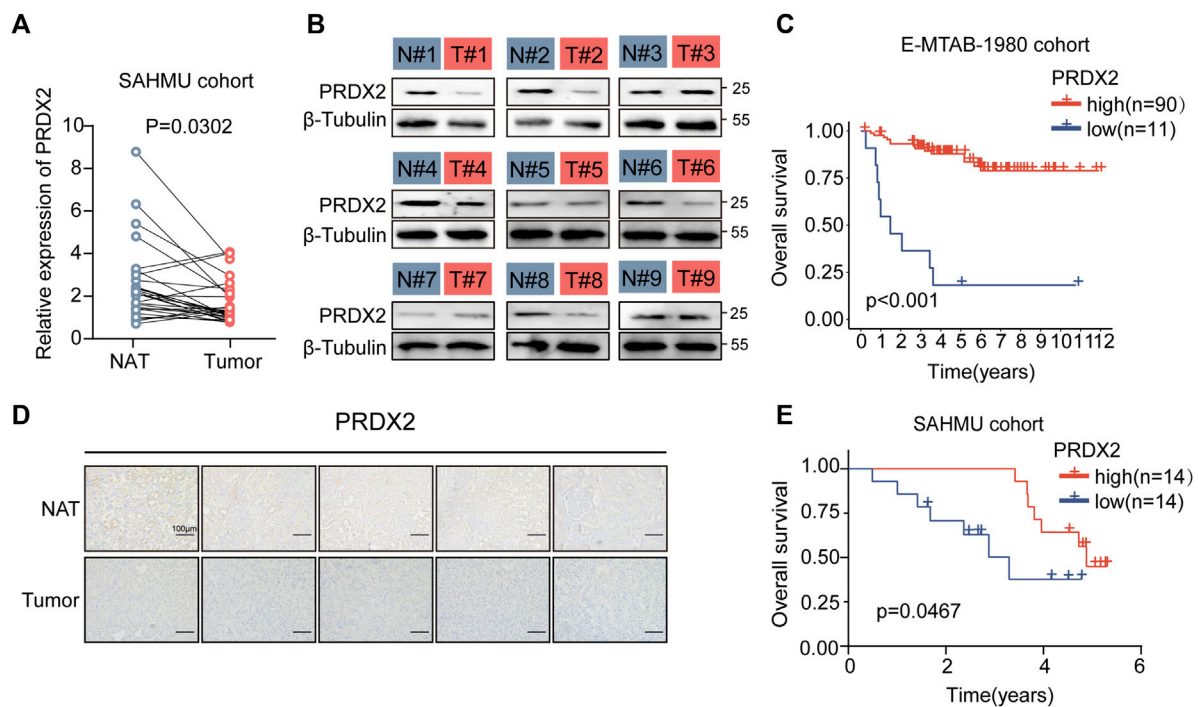 A
SAHMU cohort
P=0.0302
Relative expression of PRDX2
10
8
6
4
2
0
NAT Tumor
B
N#1 T#1 N#2 T#2 N#3 T#3
PRDX2 25
β-Tubulin 55
N#4 T#4 N#5 T#5 N#6 T#6
PRDX2 25
β-Tubulin 55
N#7 T#7 N#8 T#8 N#9 T#9
PRDX2 25
β-Tubulin 55
C
E-MTAB-1980 cohort
PRDX2
high(n=90)
low(n=11)
Overall survival
1.00
0.75
0.50
0.25
0.00
p<0.001
0 1 2 3 4 5 6 7 8 9 10 11 12
Time(years)
D
PRDX2
NAT
100μm
Tumor
E
SAHMU cohort
PRDX2
high(n=14)
low(n=14)
Overall survival
1.00
0.75
0.50
0.25
0.00
p=0.0467
0 2 4 6
Time(years)